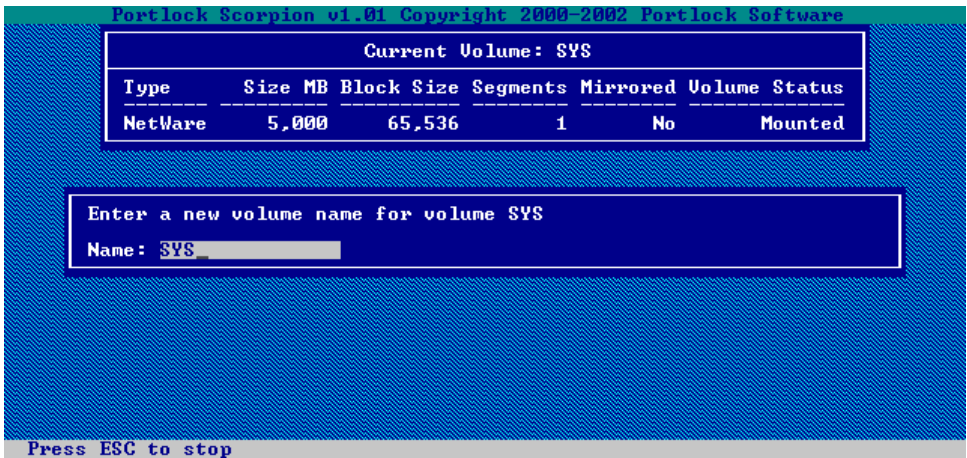 Portlock Scorpion v1.01 Copyright 2000-2002 Portlock Software
Current Volume: SYS
Type Size MB Block Size Segments Mirrored Volume Status
NetWare 5,000 65,536 1 No Mounted
Enter a new volume name for volume SYS
Name: SYS_
Press ESC to stop